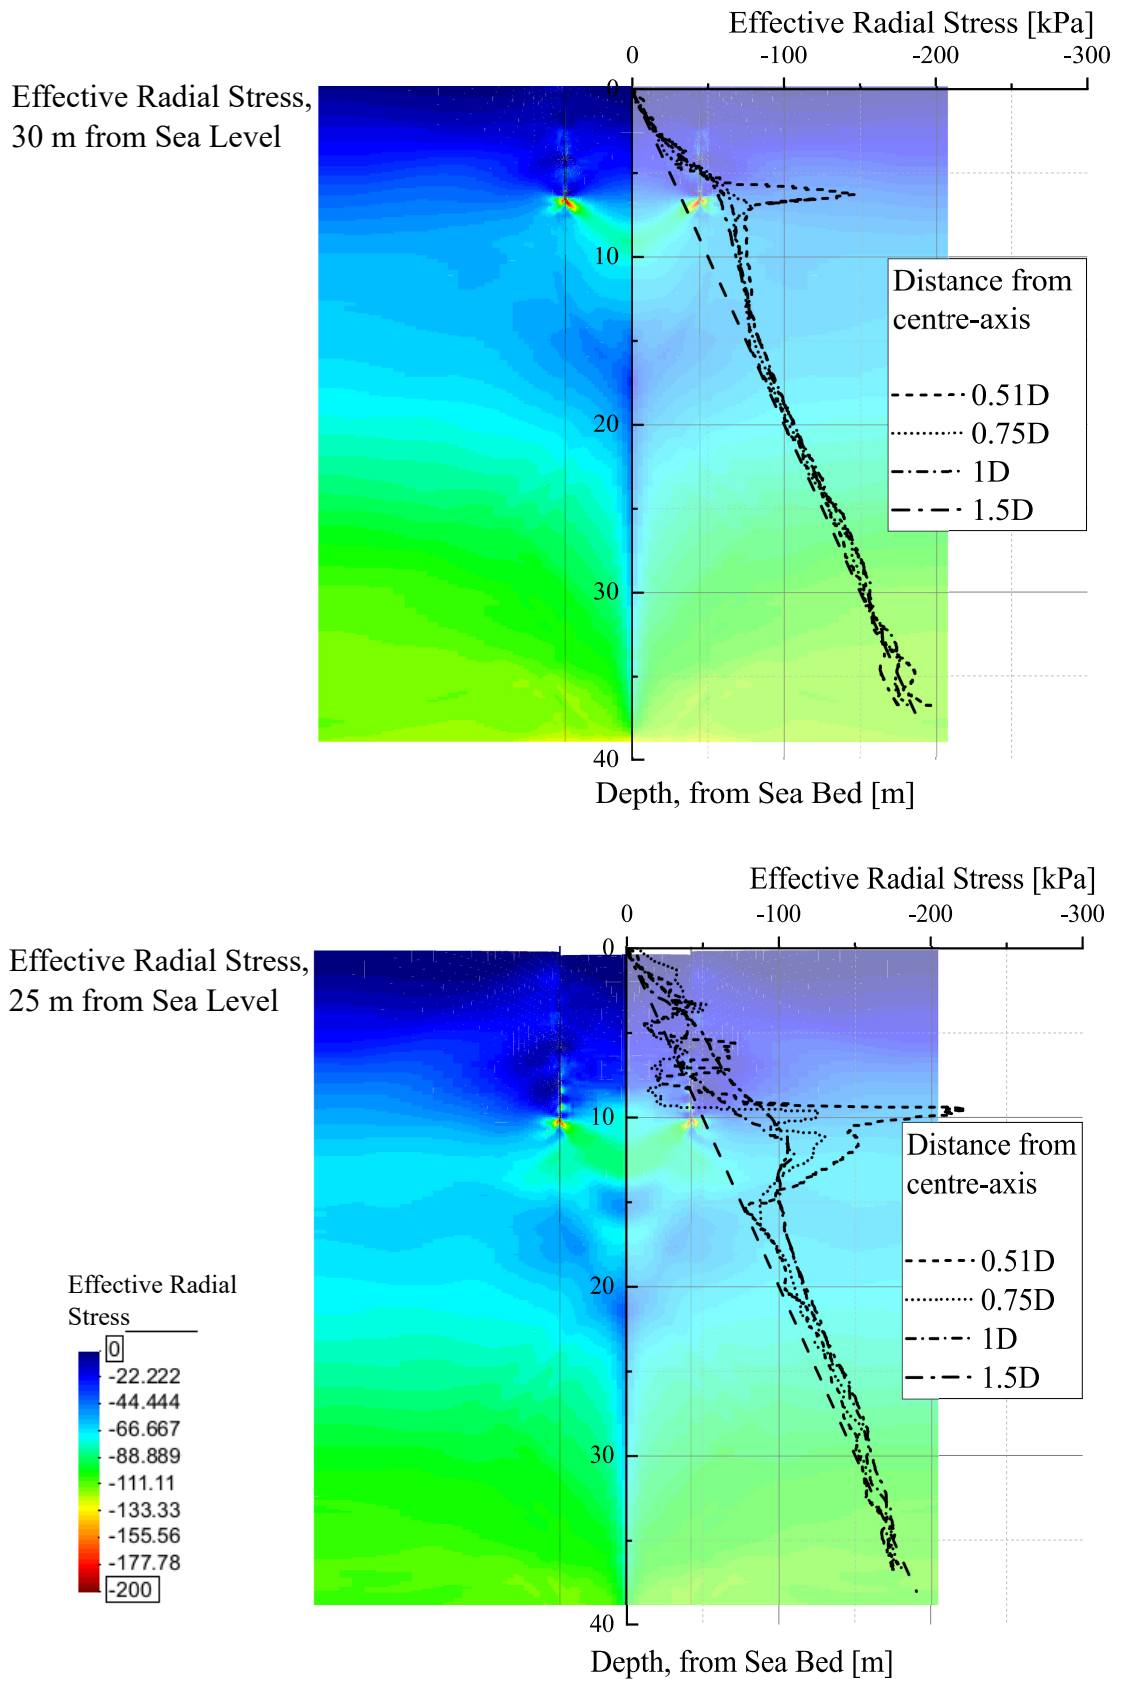 Effective Radial Stress [kPa]
0 -100 -200 -300
Effective Radial Stress,
30 m from Sea Level
0
10
20
30
40
Distance from
centre-axis
0.51D
0.75D
1D
1.5D
Depth, from Sea Bed [m]
Effective Radial Stress [kPa]
0 -100 -200 -300
Effective Radial Stress,
25 m from Sea Level
0
10
20
30
40
Distance from
centre-axis
0.51D
0.75D
1D
1.5D
Effective Radial
Stress
0
-22.222
-44.444
-66.667
-88.889
-111.11
-133.33
-155.56
-177.78
-200
Depth, from Sea Bed [m]